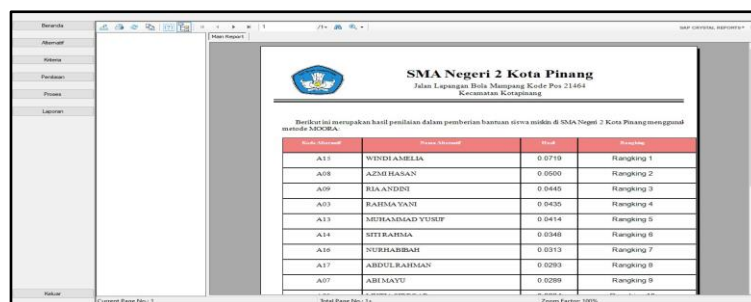 Beranda
Alternatif
Kriteria
Penilaian
Proses
Laporan
Keluar
1 /1+
SAP CRYSTAL REPORTS
Main Report
SMA Negeri 2 Kota Pinang
Jalan Lapangan Bola Mampang Kode Pos 21464
Kecamatan Kotapinang
Berikut ini merupakan hasil penilaian dalam pemberian bantuan siswa miskin di SMA Negeri 2 Kota Pinang menggunak
metode MOORA:
Kode Alternatif Nama Alternatif Hasil Rangking
A15 WINDI AMELIA 0.0719 Rangking 1
A08 AZMI HASAN 0.0500 Rangking 2
A09 RIA ANDINI 0.0445 Rangking 3
A03 RAHMA YANI 0.0435 Rangking 4
A13 MUHAMMAD YUSUF 0.0414 Rangking 5
A14 SITI RAHMA 0.0348 Rangking 6
A16 NURHABIBAH 0.0313 Rangking 7
A17 ABDUL RAHMAN 0.0293 Rangking 8
A07 ABI MAYU 0.0289 Rangking 9
Current Page No.: 1 Total Page No.: 1+ Zoom Factor: 100%